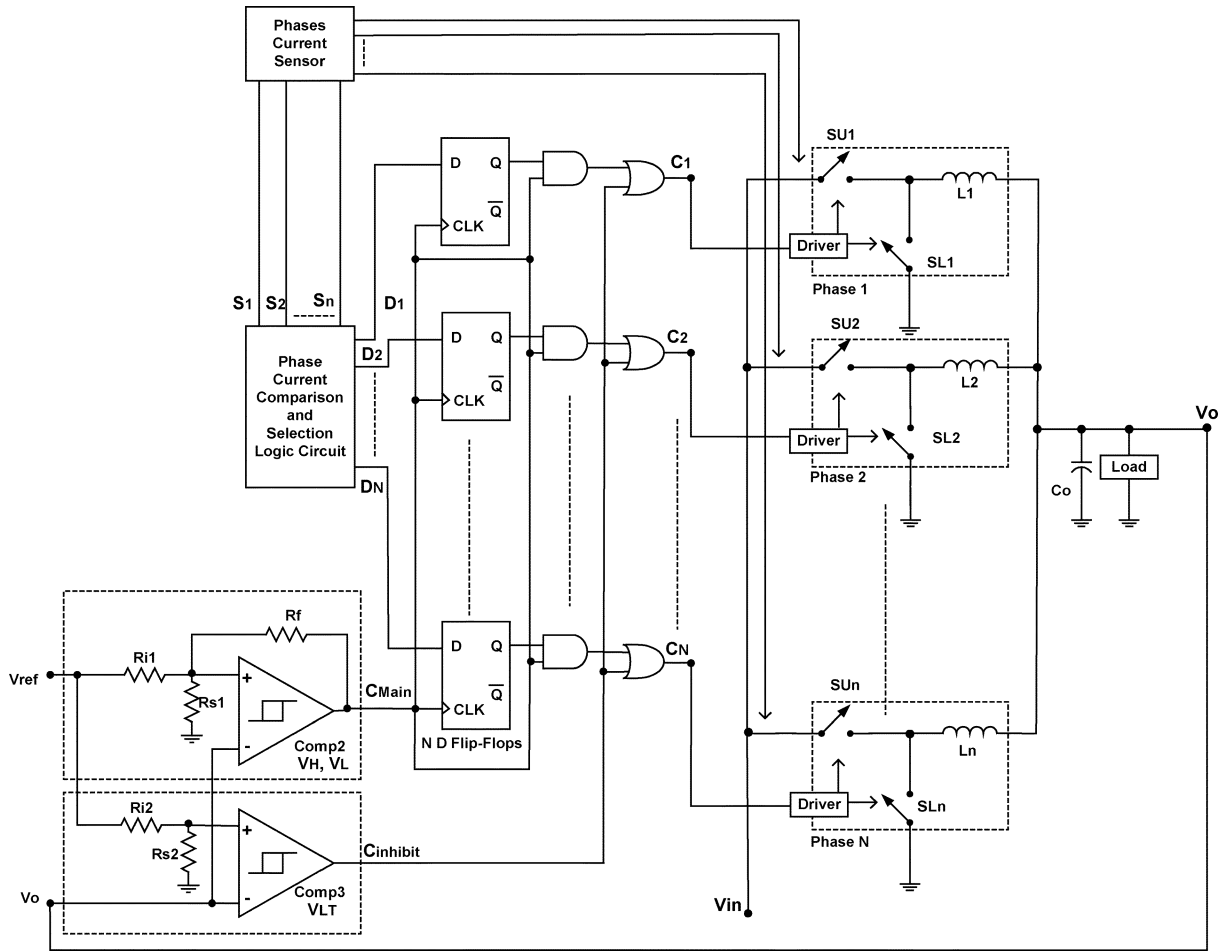 Phases
Current
Sensor
S1 S2 Sn
D1
D2
DN
Phase
Current
Comparison
and
Selection
Logic Circuit
D Q
Q̅
CLK
C1
D Q
Q̅
CLK
C2
D Q
Q̅
CLK
CN
N D Flip-Flops
SU1
L1
Driver
SL1
Phase 1
SU2
L2
Driver
SL2
Phase 2
SUn
Ln
Driver
SLn
Phase N
Vin
Vo
Co
Load
Vref
Ri1
Rf
Rs1
+
-
Comp2
VH, VL
CMain
Ri2
Rs2
+
-
Comp3
VLT
Cinhibit
Vo